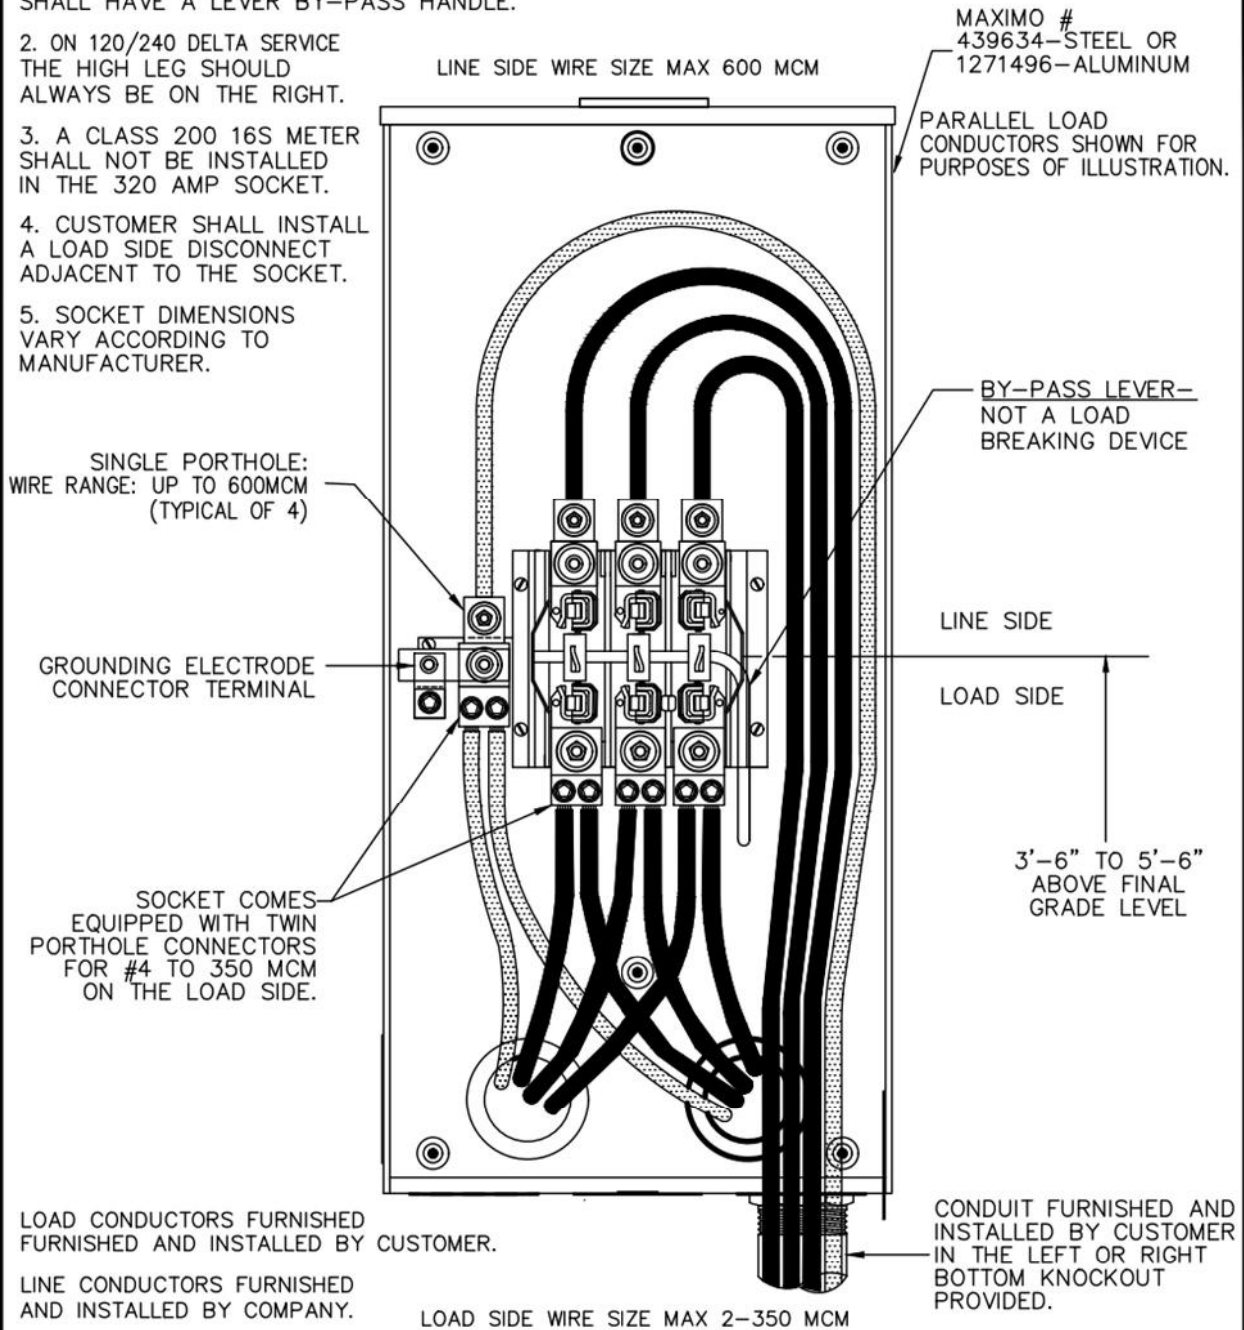 SHALL HAVE A LEVER BY-PASS HANDLE.
2. ON 120/240 DELTA SERVICE
THE HIGH LEG SHOULD
ALWAYS BE ON THE RIGHT.
3. A CLASS 200 16S METER
SHALL NOT BE INSTALLED
IN THE 320 AMP SOCKET.
4. CUSTOMER SHALL INSTALL
A LOAD SIDE DISCONNECT
ADJACENT TO THE SOCKET.
5. SOCKET DIMENSIONS
VARY ACCORDING TO
MANUFACTURER.
LINE SIDE WIRE SIZE MAX 600 MCM
MAXIMO #
439634-STEEL OR
1271496-ALUMINUM
PARALLEL LOAD
CONDUCTORS SHOWN FOR
PURPOSES OF ILLUSTRATION.
BY-PASS LEVER-
NOT A LOAD
BREAKING DEVICE
SINGLE PORTHOLE:
WIRE RANGE: UP TO 600MCM
(TYPICAL OF 4)
LINE SIDE
GROUNDING ELECTRODE
CONNECTOR TERMINAL
LOAD SIDE
3'-6" TO 5'-6"
ABOVE FINAL
GRADE LEVEL
SOCKET COMES
EQUIPPED WITH TWIN
PORTHOLE CONNECTORS
FOR #4 TO 350 MCM
ON THE LOAD SIDE.
LOAD CONDUCTORS FURNISHED
FURNISHED AND INSTALLED BY CUSTOMER.
LINE CONDUCTORS FURNISHED
AND INSTALLED BY COMPANY.
CONDUIT FURNISHED AND
INSTALLED BY CUSTOMER
IN THE LEFT OR RIGHT
BOTTOM KNOCKOUT
PROVIDED.
LOAD SIDE WIRE SIZE MAX 2-350 MCM